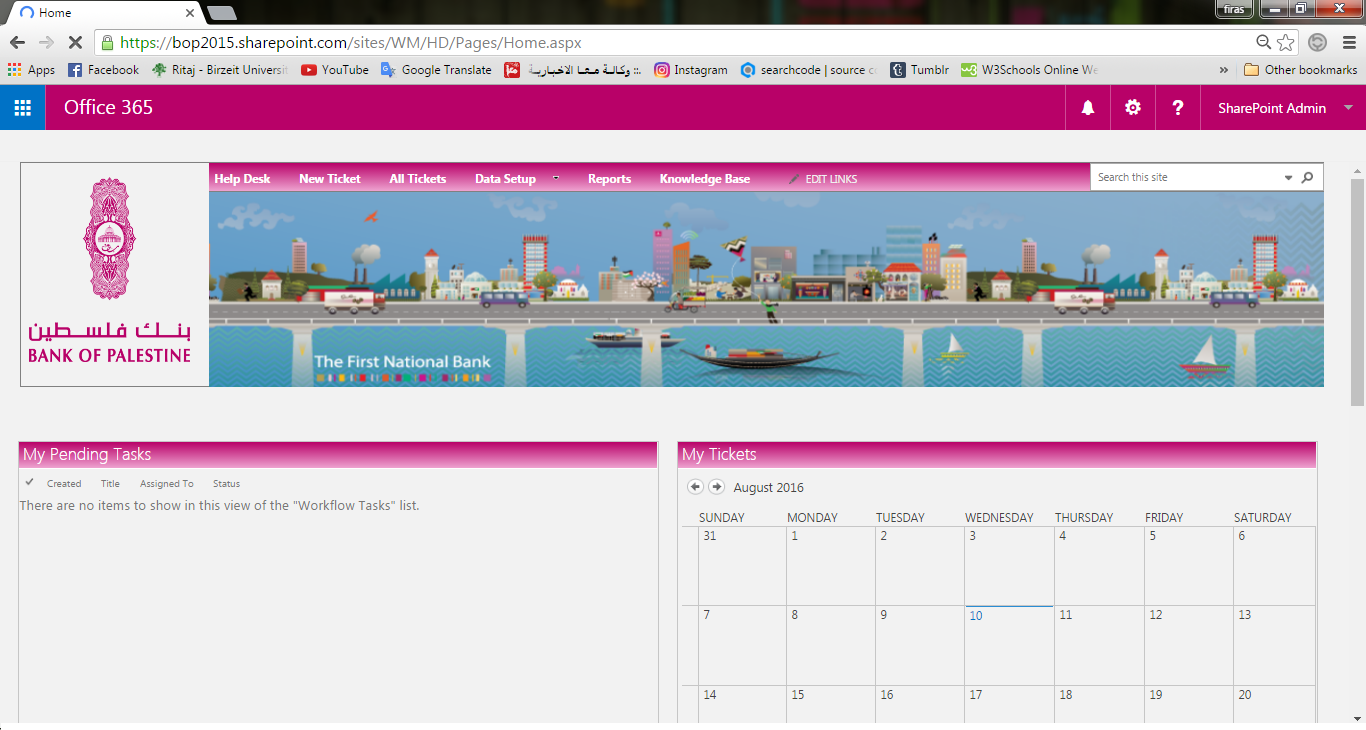 Home
firas
https://bop2015.sharepoint.com/sites/WM/HD/Pages/Home.aspx
Apps Facebook Ritaj - Birzeit Universit YouTube Google Translate وكالـة مـعـا الاخباريـة .:: Instagram searchcode | source co Tumblr W3Schools Online We » Other bookmarks
Office 365 ? SharePoint Admin
Help Desk New Ticket All Tickets Data Setup Reports Knowledge Base EDIT LINKS Search this site
بنك فلسطين
BANK OF PALESTINE
The First National Bank
My Pending Tasks
Created Title Assigned To Status
There are no items to show in this view of the "Workflow Tasks" list.
My Tickets
August 2016
SUNDAY MONDAY TUESDAY WEDNESDAY THURSDAY FRIDAY SATURDAY
31 1 2 3 4 5 6
7 8 9 10 11 12 13
14 15 16 17 18 19 20